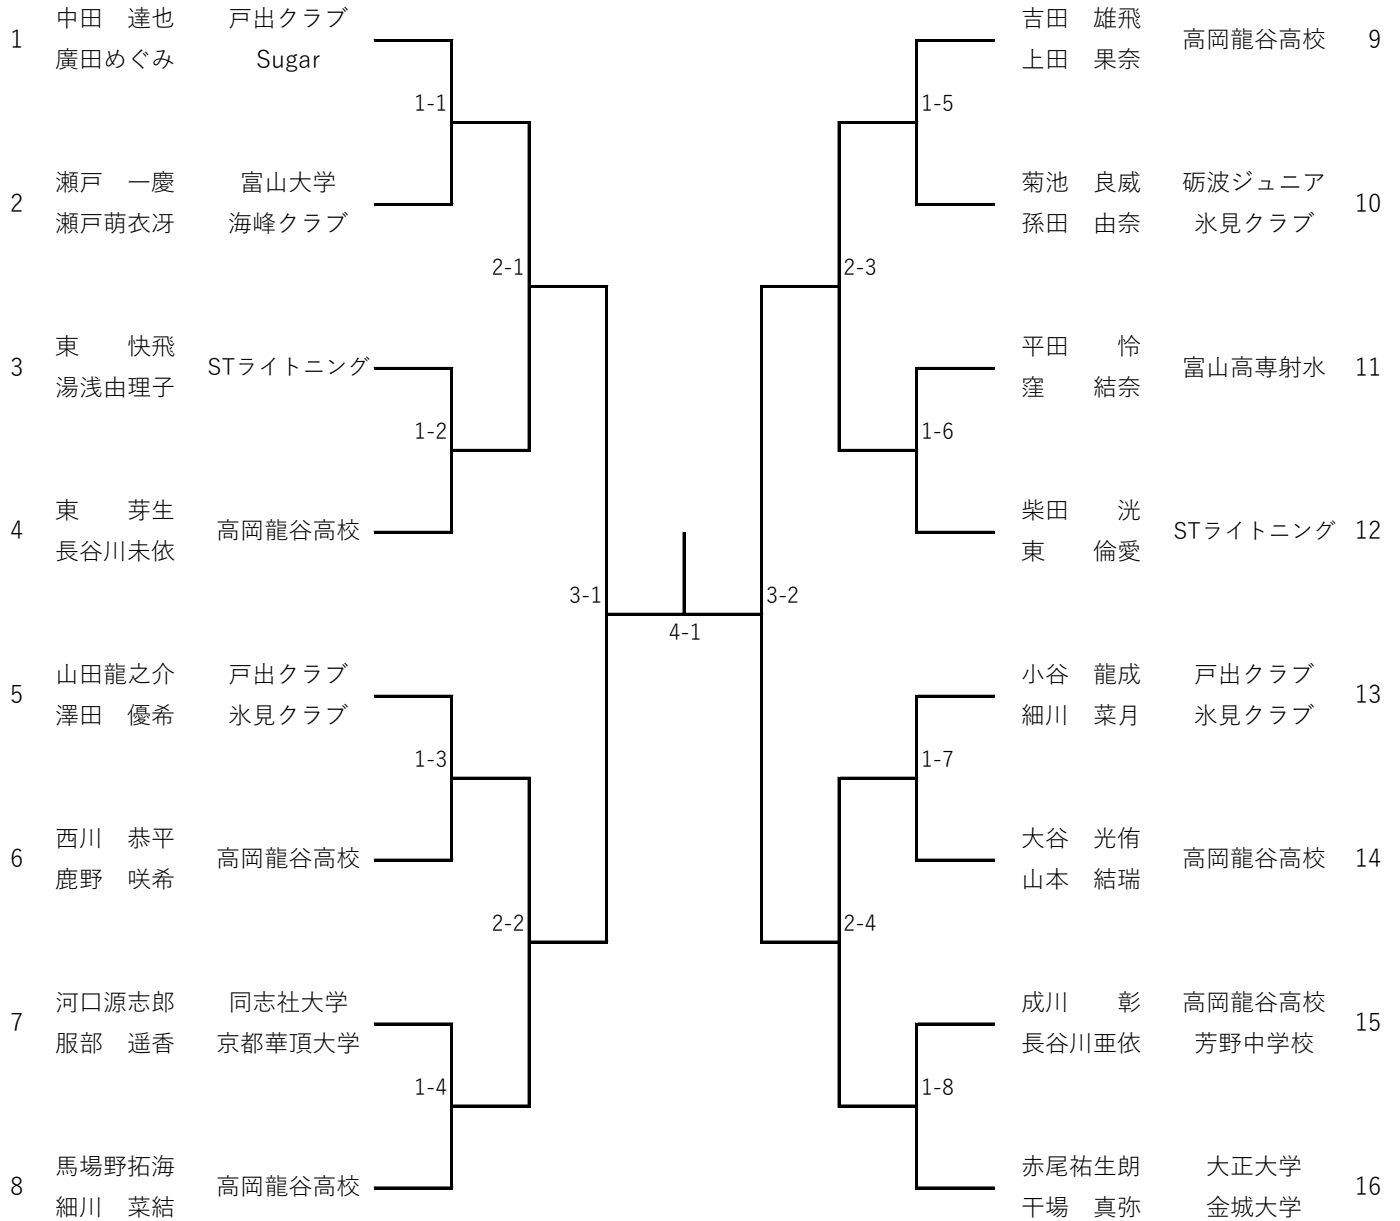 1 中田　達也 戸出クラブ
廣田めぐみ Sugar
1-1
2 瀬戸　一慶 富山大学
瀬戸萌衣冴 海峰クラブ
2-1
3 東　　快飛 STライトニング
湯浅由理子
1-2
4 東　　芽生 高岡龍谷高校
長谷川未依
3-1
5 山田龍之介 戸出クラブ
澤田　優希 氷見クラブ
1-3
6 西川　恭平 高岡龍谷高校
鹿野　咲希
2-2
7 河口源志郎 同志社大学
服部　遥香 京都華頂大学
1-4
8 馬場野拓海 高岡龍谷高校
細川　菜結
4-1
吉田　雄飛 高岡龍谷高校 9
上田　果奈
1-5
菊池　良威 砺波ジュニア 10
孫田　由奈 氷見クラブ
2-3
平田　　怜 富山高専射水 11
窪　　結奈
1-6
柴田　　洸 STライトニング 12
東　　倫愛
3-2
小谷　龍成 戸出クラブ 13
細川　菜月 氷見クラブ
1-7
大谷　光侑 高岡龍谷高校 14
山本　結瑞
2-4
成川　　彰 高岡龍谷高校 15
長谷川亜依 芳野中学校
1-8
赤尾祐生朗 大正大学 16
干場　真弥 金城大学